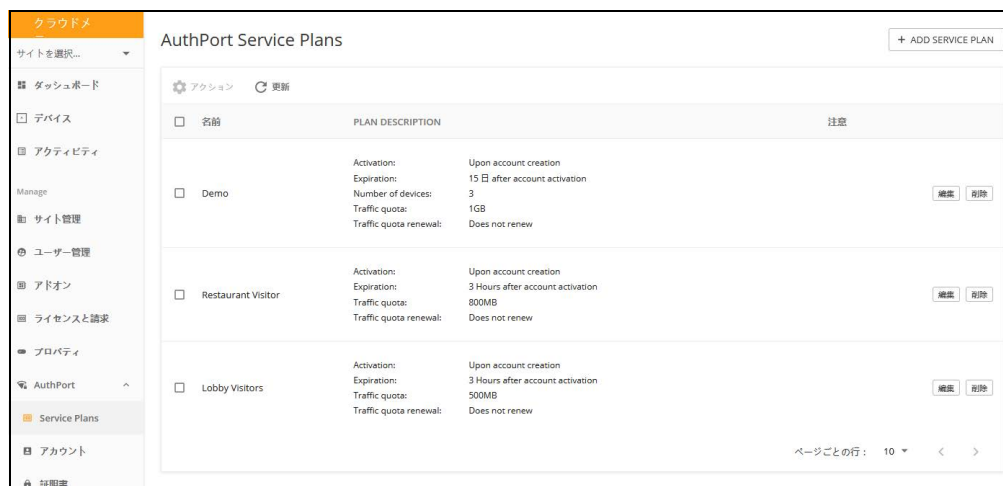 クラウドメ
サイトを選択...
ダッシュボード
デバイス
アクティビティ
Manage
サイト管理
ユーザー管理
アドオン
ライセンスと請求
プロパティ
AuthPort
Service Plans
アカウント
証明書
AuthPort Service Plans
+ ADD SERVICE PLAN
アクション 更新
名前 PLAN DESCRIPTION 注意
Activation: Upon account creation
Expiration: 15 日 after account activation
Demo Number of devices: 3 編集 削除
Traffic quota: 1GB
Traffic quota renewal: Does not renew
Activation: Upon account creation
Expiration: 3 Hours after account activation
Restaurant Visitor 編集 削除
Traffic quota: 800MB
Traffic quota renewal: Does not renew
Activation: Upon account creation
Expiration: 3 Hours after account activation
Lobby Visitors 編集 削除
Traffic quota: 500MB
Traffic quota renewal: Does not renew
ページごとの行: 10